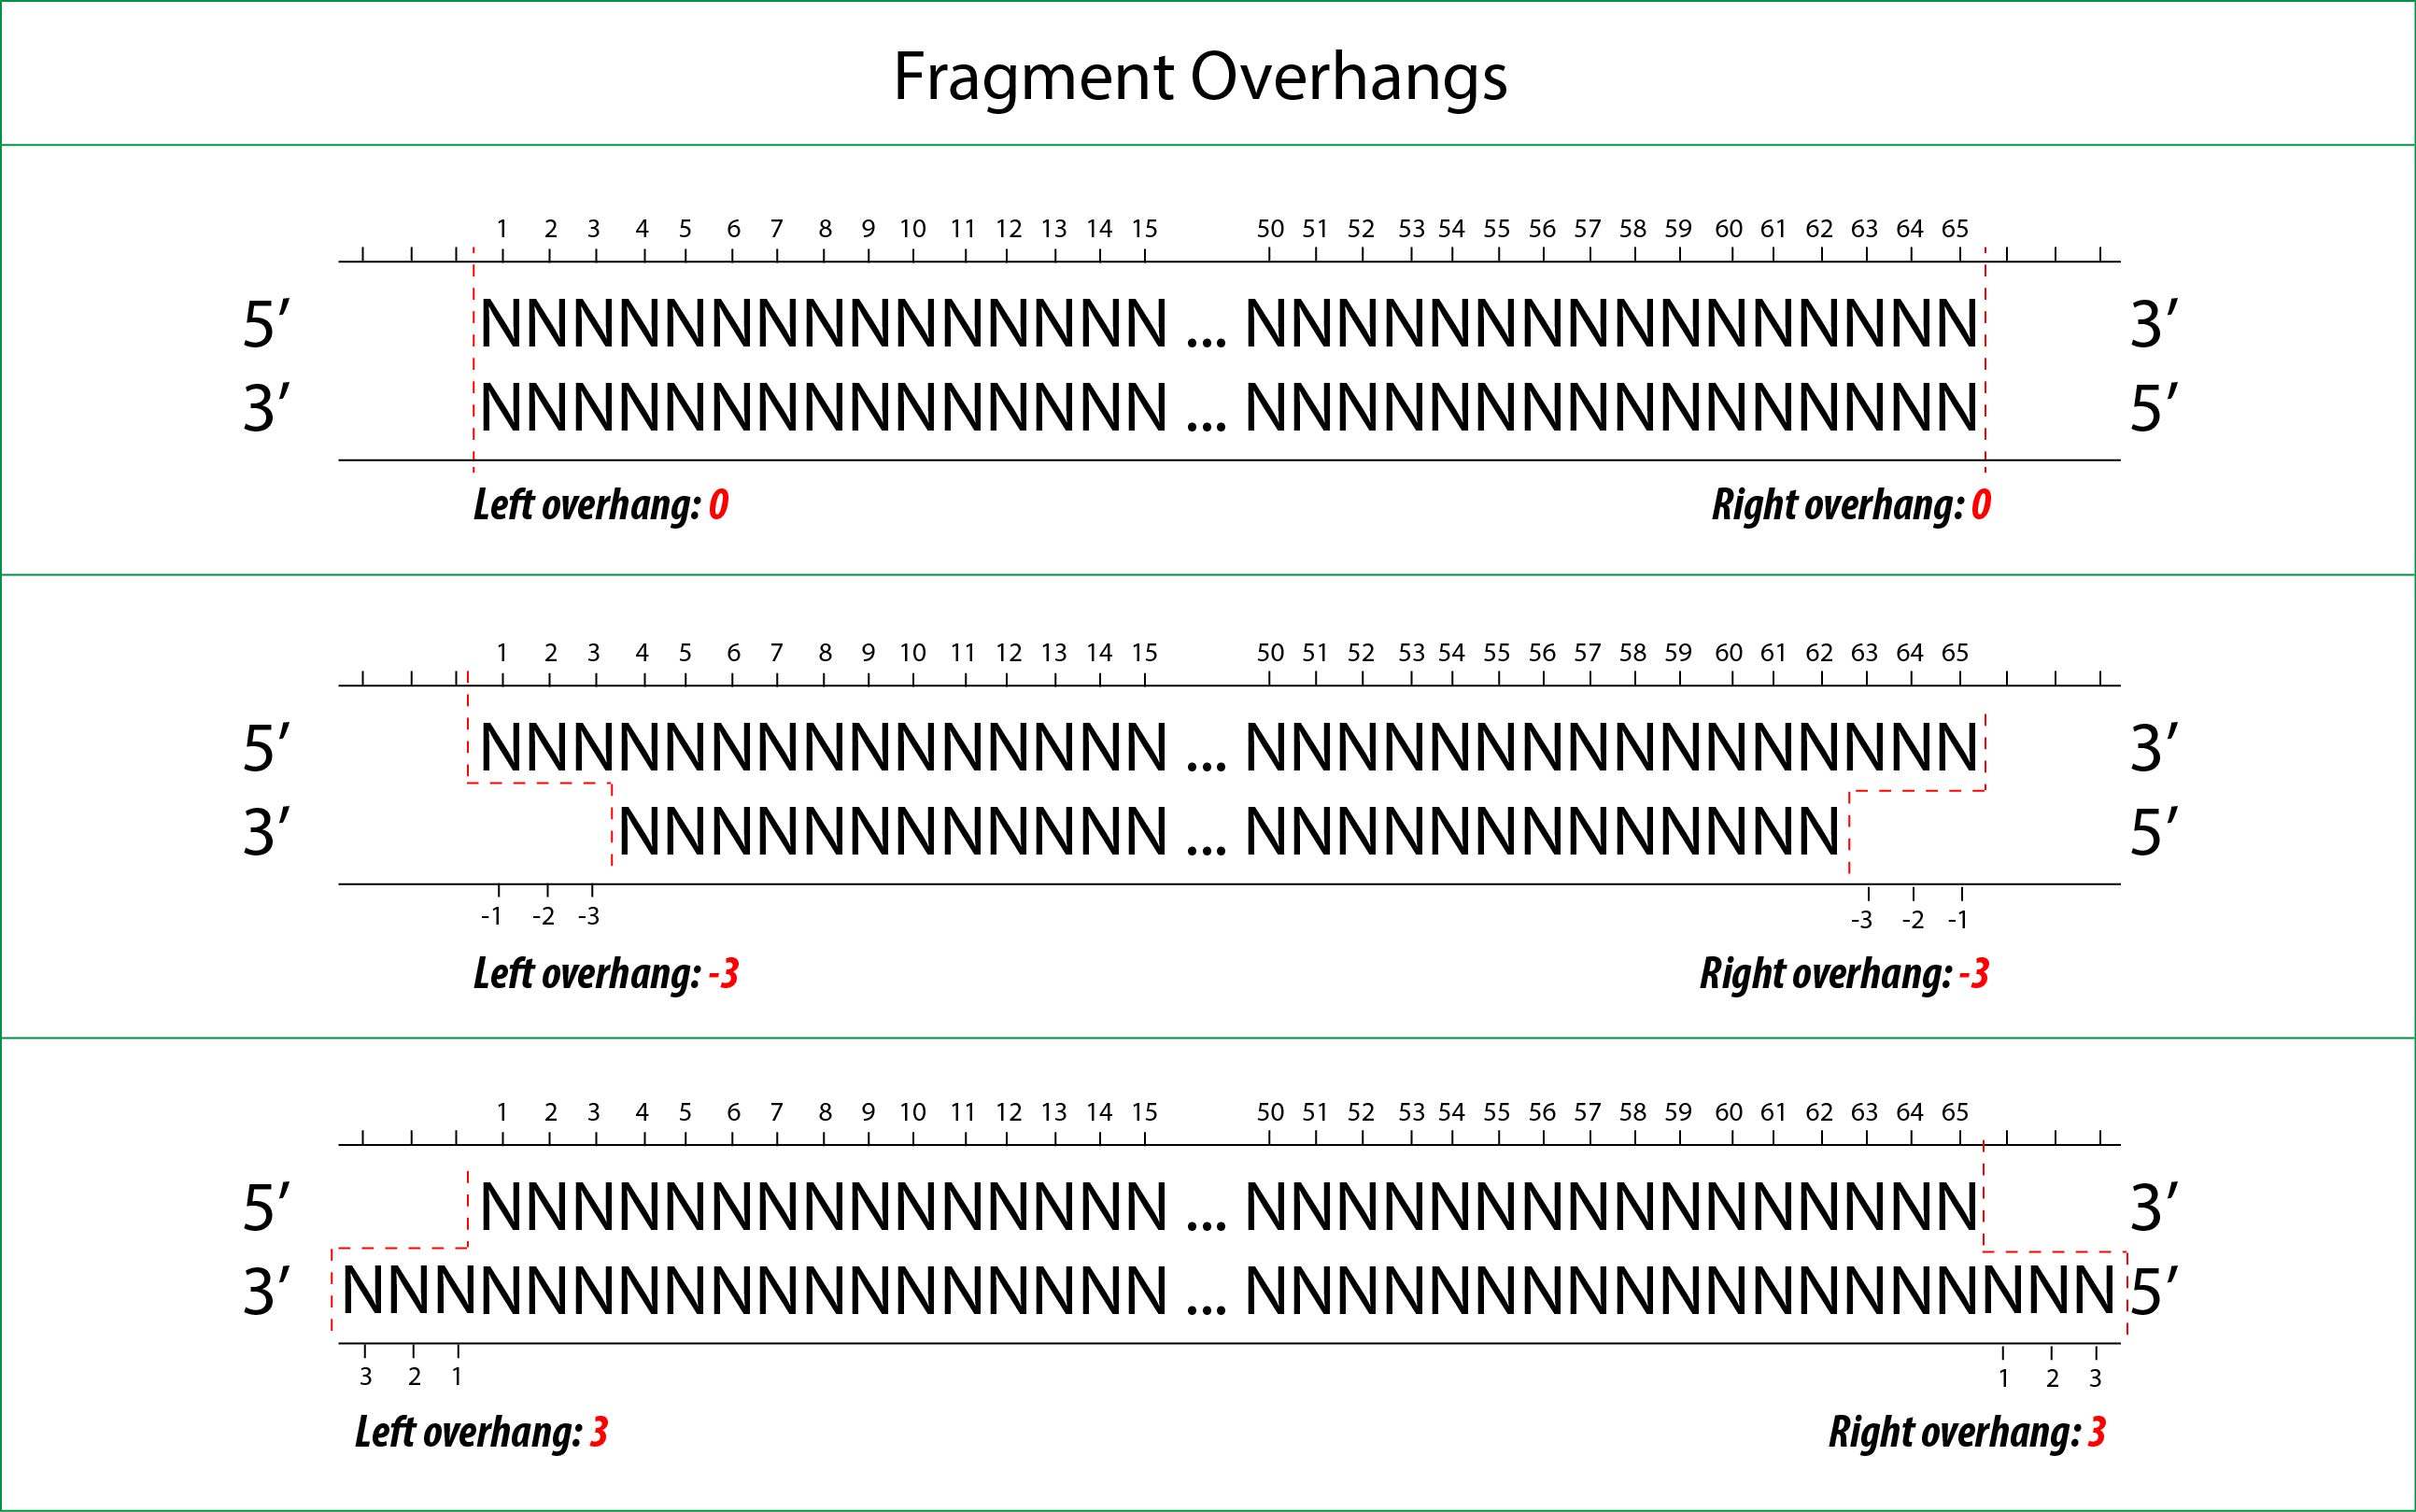 Fragment Overhangs
1 2 3 4 5 6 7 8 9 10 11 12 13 14 15 50 51 52 53 54 55 56 57 58 59 60 61 62 63 64 65
5′ NNNNNNNNNNNNNNN ... NNNNNNNNNNNNNNNN 3′
3′ NNNNNNNNNNNNNNN ... NNNNNNNNNNNNNNNN 5′
Left overhang: 0 Right overhang: 0
1 2 3 4 5 6 7 8 9 10 11 12 13 14 15 50 51 52 53 54 55 56 57 58 59 60 61 62 63 64 65
5′ NNNNNNNNNNNNNNN ... NNNNNNNNNNNNNNNN 3′
3′ NNNNNNNNNNNN ... NNNNNNNNNNNNN 5′
-1 -2 -3 -3 -2 -1
Left overhang: -3 Right overhang: -3
1 2 3 4 5 6 7 8 9 10 11 12 13 14 15 50 51 52 53 54 55 56 57 58 59 60 61 62 63 64 65
5′ NNNNNNNNNNNNNNN ... NNNNNNNNNNNNNNNN 3′
3′ NNNNNNNNNNNNNNNNNN ... NNNNNNNNNNNNNNNNNNN 5′
3 2 1 1 2 3
Left overhang: 3 Right overhang: 3